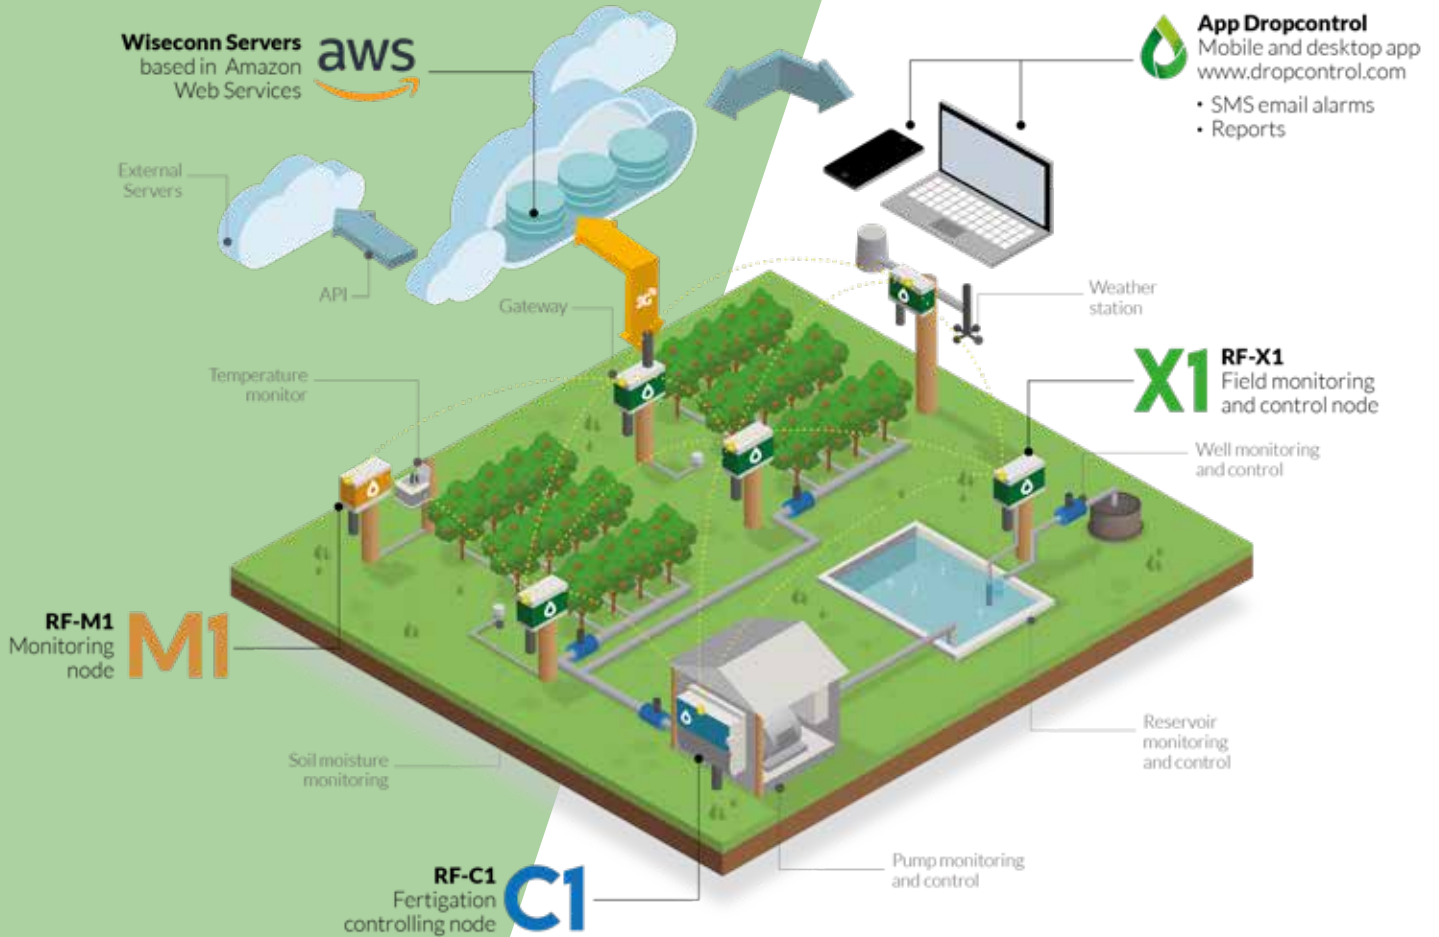 Wiseconn Servers
based in Amazon
Web Services
aws
App Dropcontrol
Mobile and desktop app
www.dropcontrol.com
• SMS email alarms
• Reports
External
Servers
API
Gateway
3G
Weather
station
Temperature
monitor
X1
RF-X1
Field monitoring
and control node
Well monitoring
and control
RF-M1
Monitoring
node
M1
Soil moisture
monitoring
Reservoir
monitoring
and control
Pump monitoring
and control
RF-C1
Fertigation
controlling node
C1